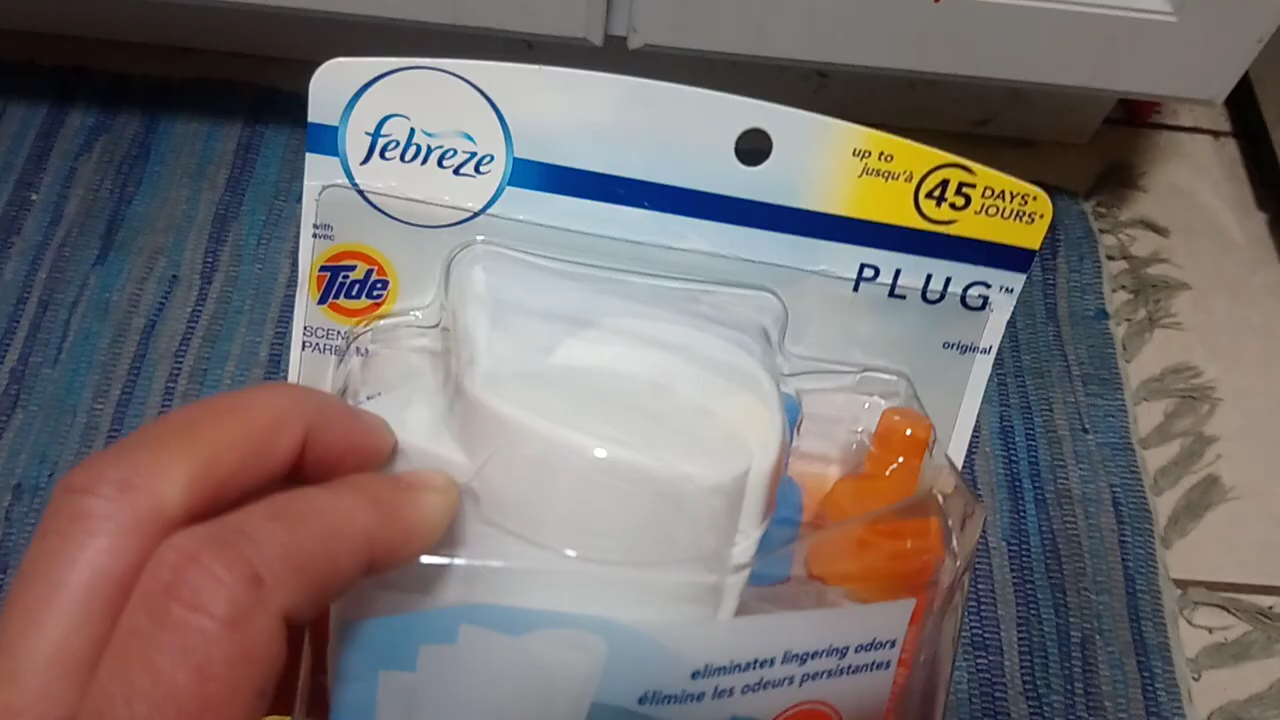 febreze
up to
jusqu'à
45 DAYS*
JOURS*
with
avec
Tide
PLUG™
original
eliminates lingering odors
élimine les odeurs persistantes